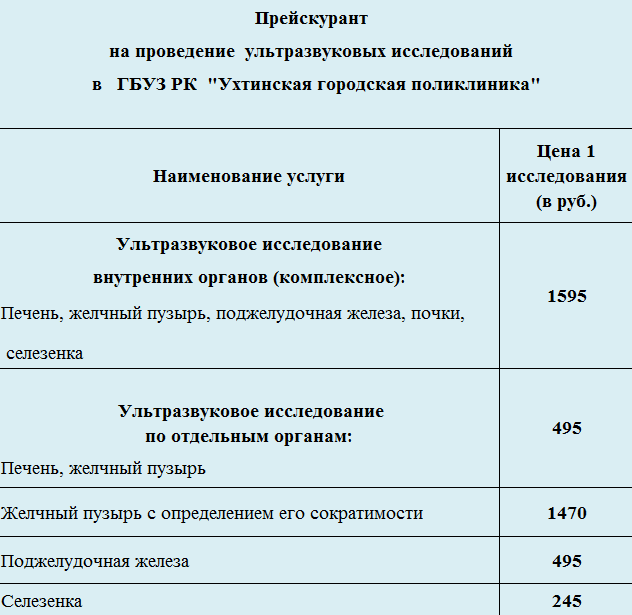 Прейскурант
на проведение ультразвуковых исследований
в ГБУЗ РК "Ухтинская городская поликлиника"
Наименование услуги
Цена 1
исследования
(в руб.)
Ультразвуковое исследование
внутренних органов (комплексное):
Печень, желчный пузырь, поджелудочная железа, почки,
селезенка
1595
Ультразвуковое исследование
по отдельным органам:
Печень, желчный пузырь
495
Желчный пузырь с определением его сократимости
1470
Поджелудочная железа
495
Селезенка
245